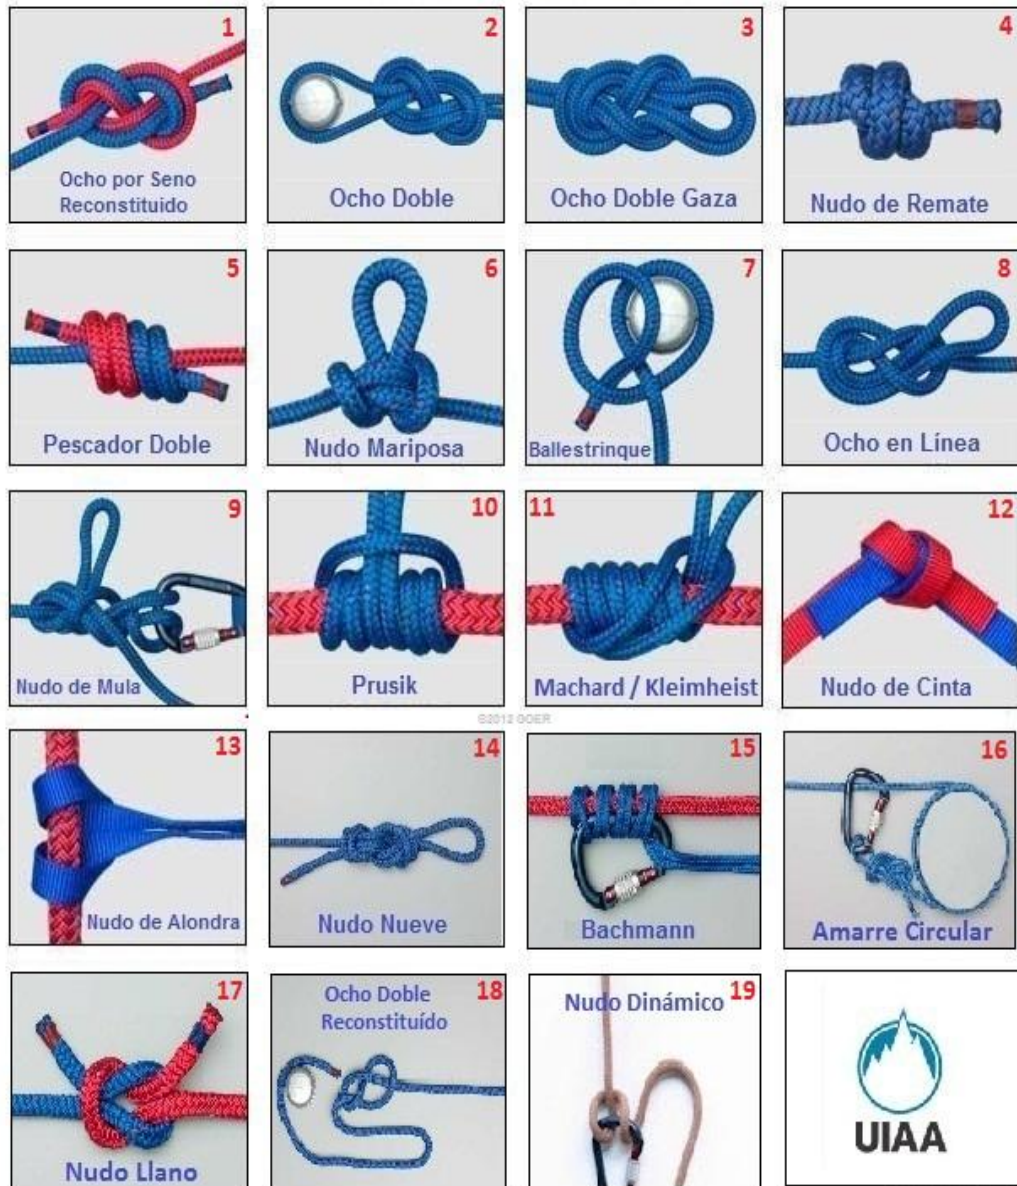 1
Ocho por Seno
Reconstituido
2
Ocho Doble
3
Ocho Doble Gaza
4
Nudo de Remate
5
Pescador Doble
6
Nudo Mariposa
7
Ballestrinque
8
Ocho en Línea
9
Nudo de Mula
10
Prusik
11
Machard / Kleimheist
12
Nudo de Cinta
©2012 GOER
13
Nudo de Alondra
14
Nudo Nueve
15
Bachmann
16
Amarre Circular
17
Nudo Llano
18
Ocho Doble
Reconstituído
19
Nudo Dinámico
UIAA